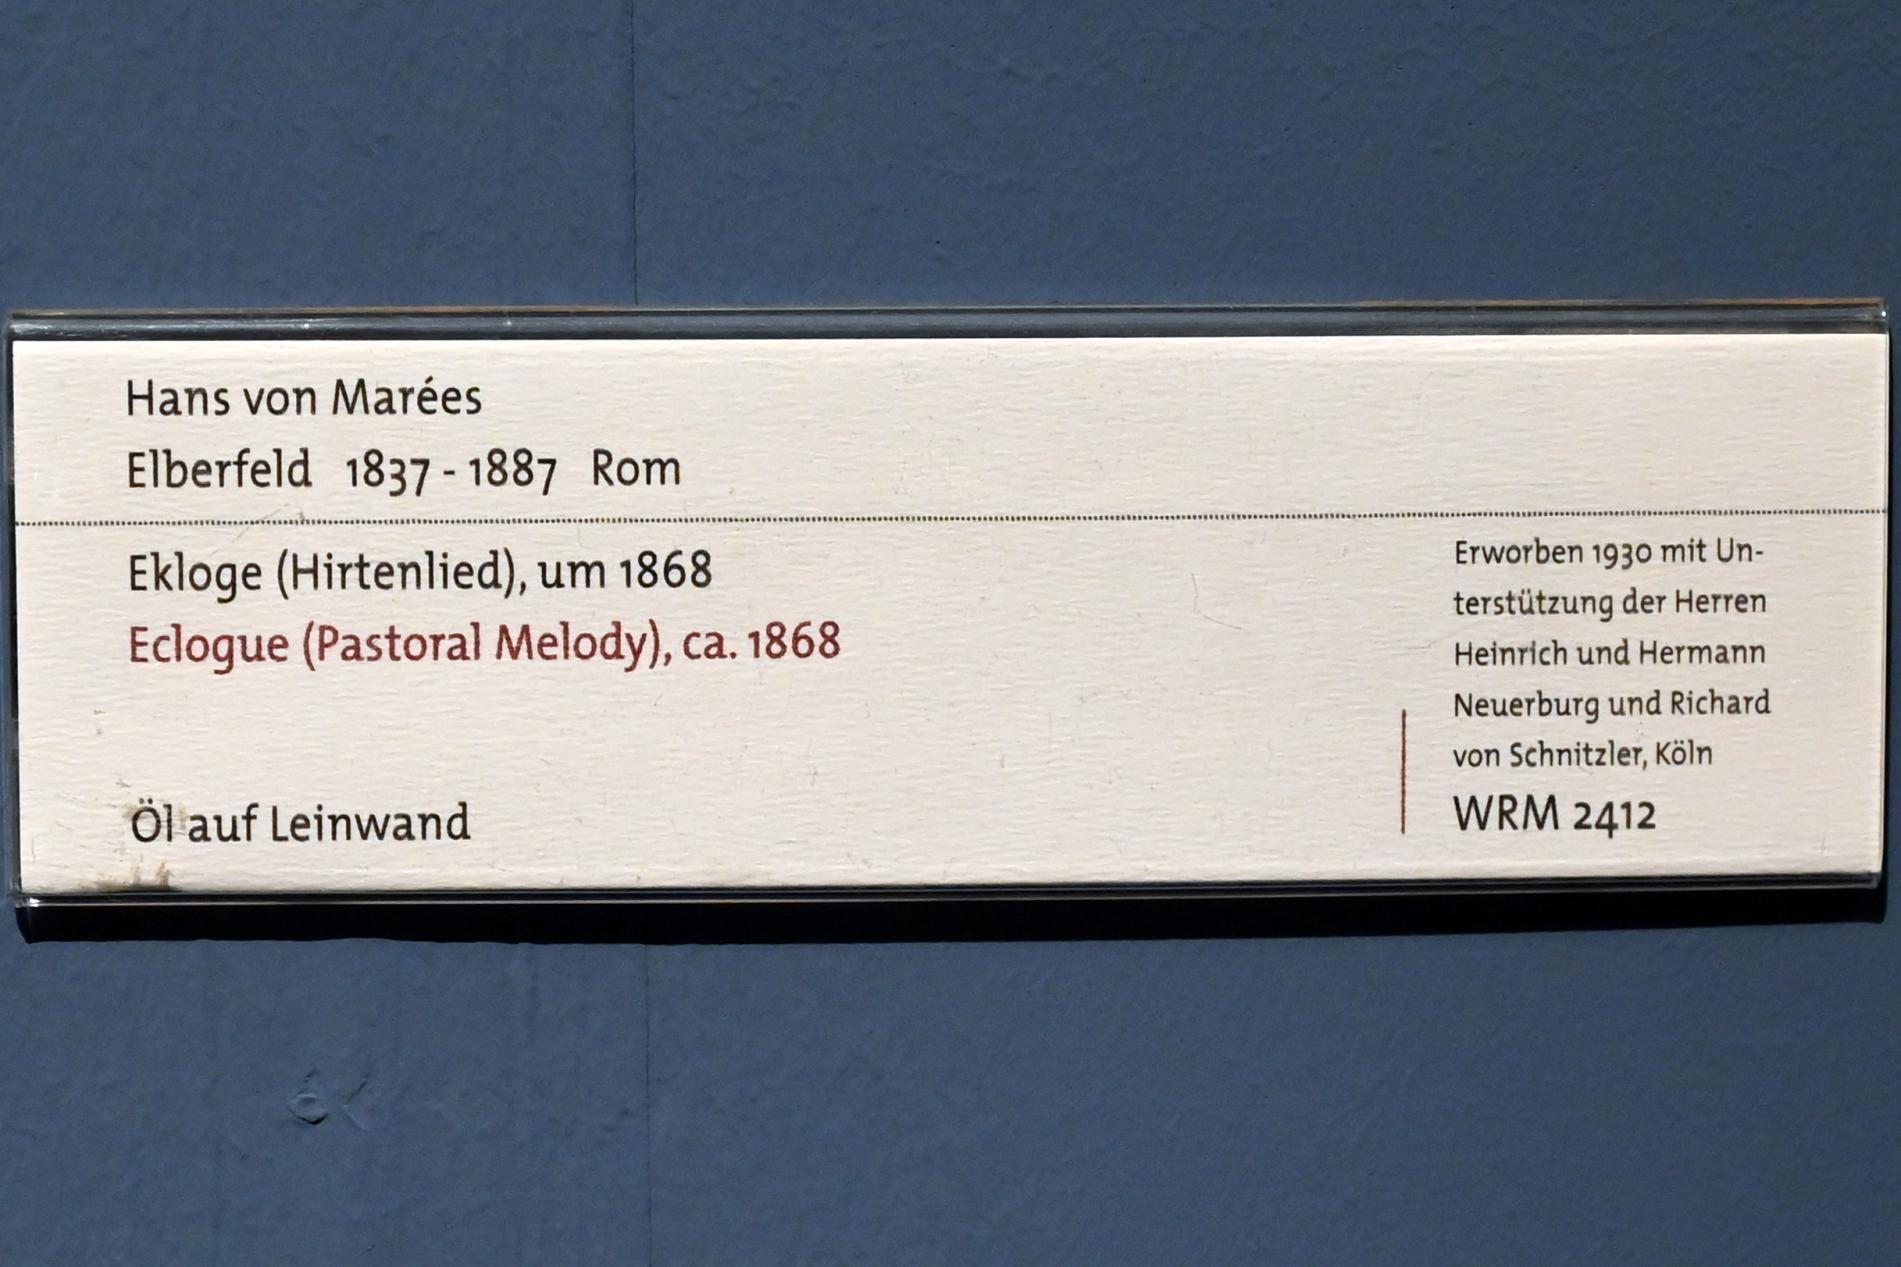 Hans von Marées
Elberfeld 1837 - 1887 Rom
Ekloge (Hirtenlied), um 1868
Eclogue (Pastoral Melody), ca. 1868
Öl auf Leinwand
Erworben 1930 mit Un-
terstützung der Herren
Heinrich und Hermann
Neuerburg und Richard
von Schnitzler, Köln
WRM 2412